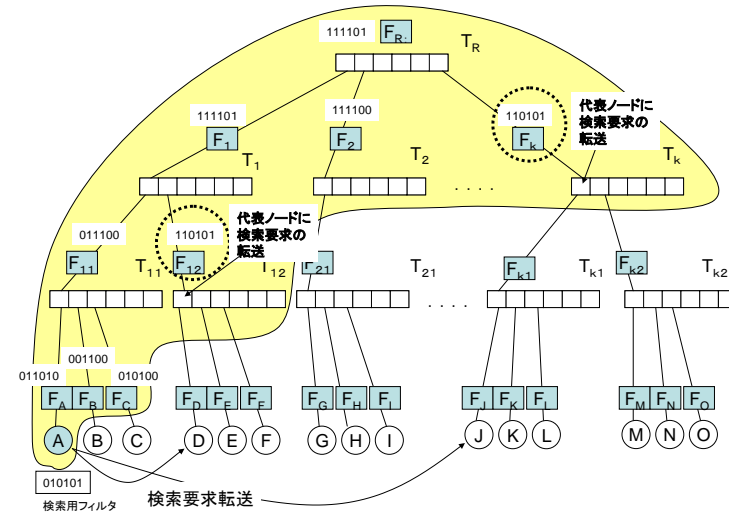 111101 F_R: T_R
111101 111100 110101 代表ノードに
検索要求の
転送
F_1 F_2 F_k
T_1 T_2 T_k
. . . .
011100 110101 代表ノードに
検索要求の
転送
F_11 T_11 F_12 T_12 F_21 T_21 F_k1 T_k1 F_k2 T_k2
. . . .
001100
011010 010100
F_A F_B F_C F_D F_E F_F F_G F_H F_I F_J F_K F_L F_M F_N F_O
A B C D E F G H I J K L M N O
010101
検索用フィルタ
検索要求転送